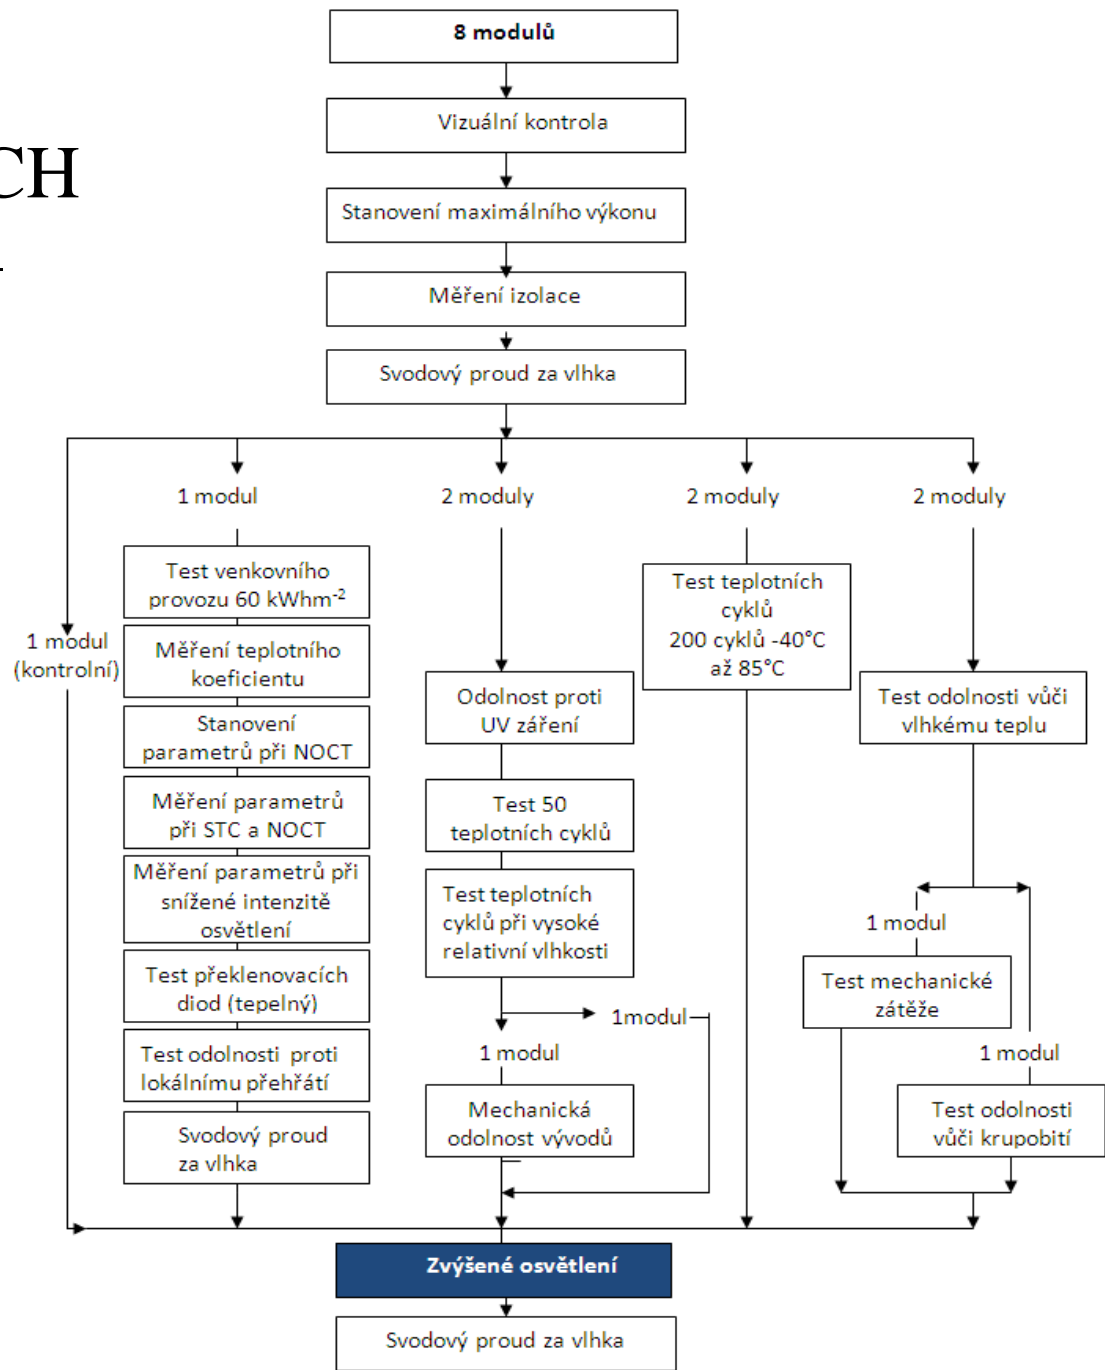 8 modulů
Vizuální kontrola
CH
Stanovení maximálního výkonu
Měření izolace
Svodový proud za vlhka
1 modul
(kontrolní)
1 modul
Test venkovního
provozu 60 kWhm⁻²
Měření teplotního
koeficientu
Stanovení
parametrů při NOCT
Měření parametrů
při STC a NOCT
Měření parametrů při
snížené intenzitě
osvětlení
Test překlenovacích
diod (tepelný)
Test odolnosti proti
lokálnímu přehřátí
Svodový proud
za vlhka
2 moduly
Odolnost proti
UV záření
Test 50
teplotních cyklů
Test teplotních
cyklů při vysoké
relativní vlhkosti
1modul
1 modul
Mechanická
odolnost vývodů
2 moduly
Test teplotních
cyklů
200 cyklů -40°C
až 85°C
2 moduly
Test odolnosti vůči
vlhkému teplu
1 modul
Test mechanické
zátěže
1 modul
Test odolnosti
vůči krupobití
Zvýšené osvětlení
Svodový proud za vlhka